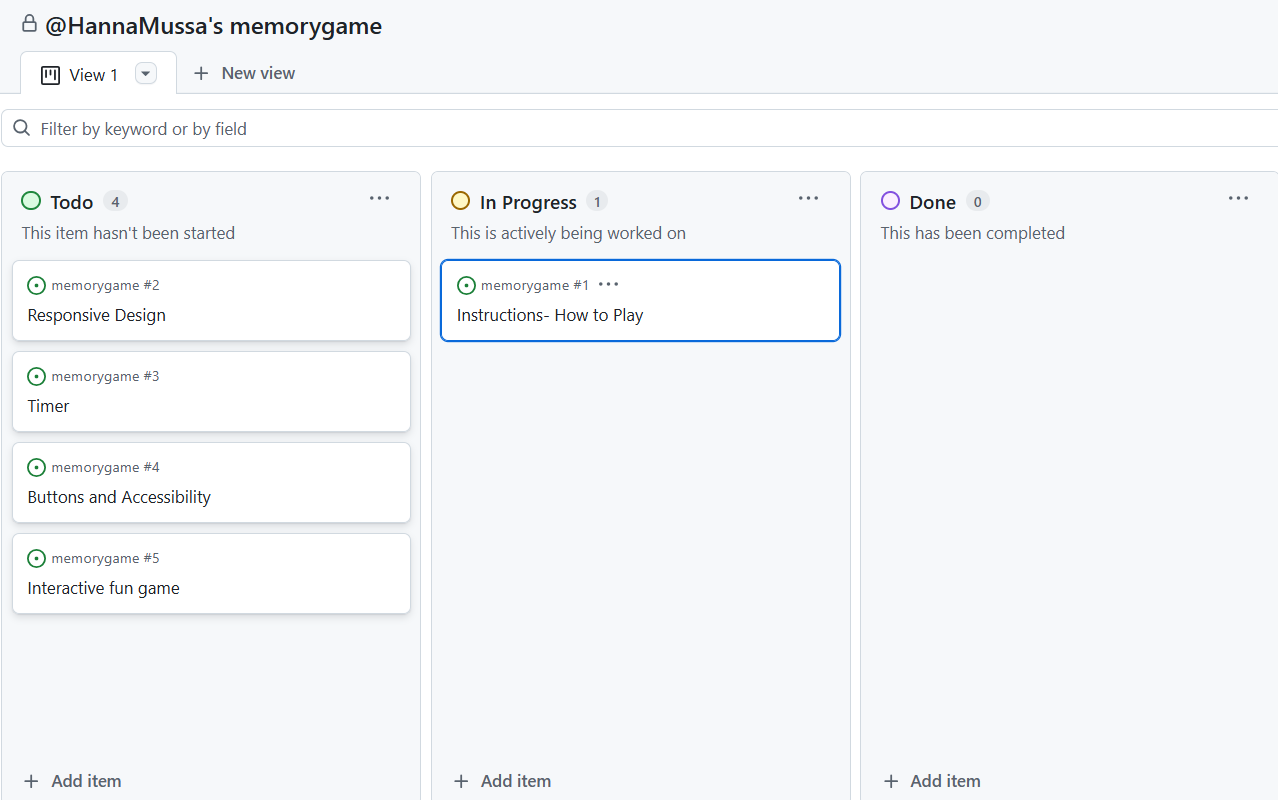 @HannaMussa's memorygame
View 1
New view
Filter by keyword or by field
Todo 4
This item hasn't been started
memorygame #2
Responsive Design
memorygame #3
Timer
memorygame #4
Buttons and Accessibility
memorygame #5
Interactive fun game
Add item
In Progress 1
This is actively being worked on
memorygame #1
Instructions- How to Play
Add item
Done 0
This has been completed
Add item